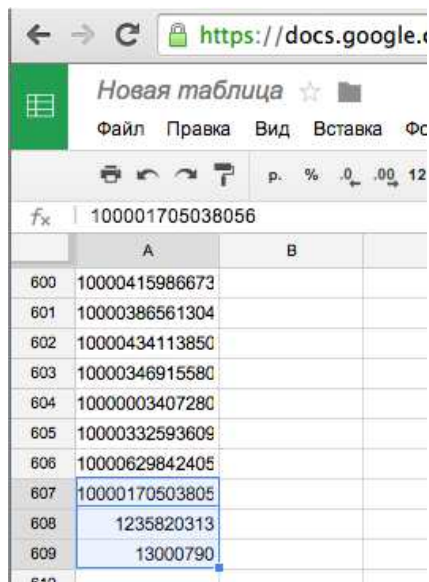 https://docs.google.c
Новая таблица
Файл Правка Вид Вставка Фо
р. % .0 .00 12
fx 100001705038056
A B
600 10000415986673
601 10000386561304
602 10000434113850
603 10000346915580
604 10000003407280
605 10000332593609
606 10000629842405
607 10000170503805
608 1235820313
609 13000790